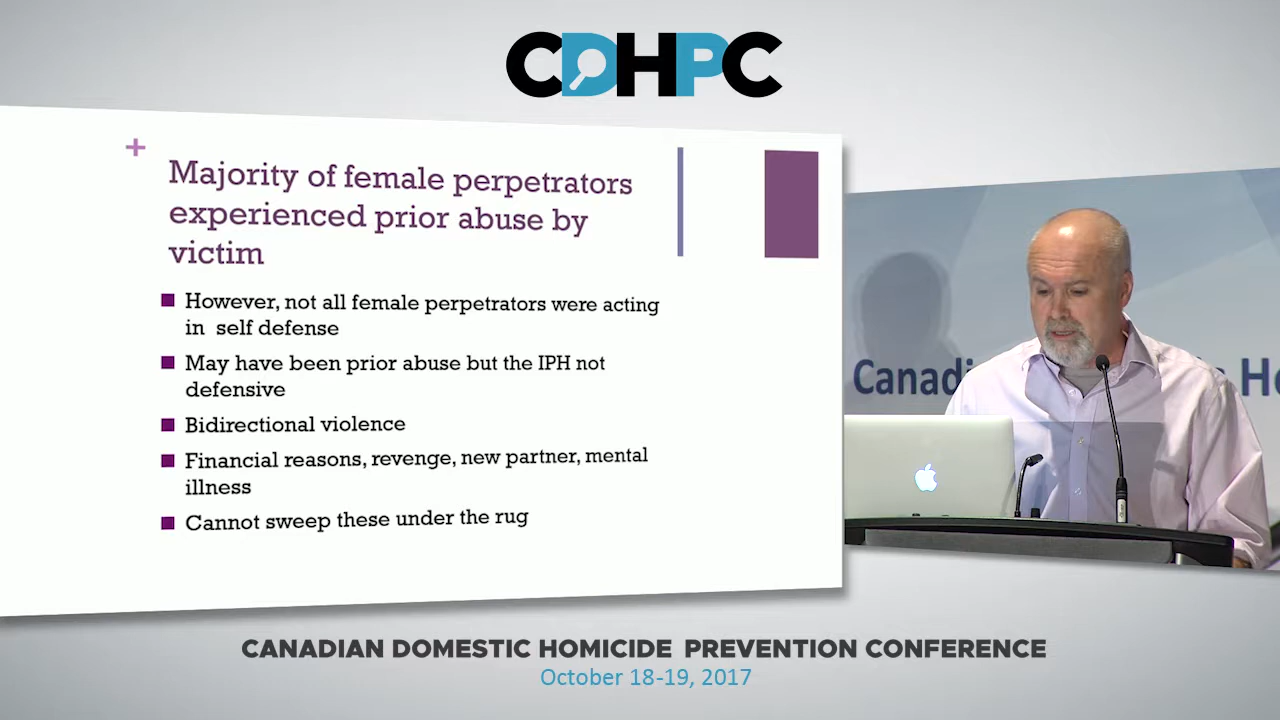 CDHPC
+
Majority of female perpetrators
experienced prior abuse by
victim
However, not all female perpetrators were acting
in self defense
May have been prior abuse but the IPH not
defensive
Bidirectional violence
Financial reasons, revenge, new partner, mental
illness
Cannot sweep these under the rug
Canadi
CANADIAN DOMESTIC HOMICIDE PREVENTION CONFERENCE
October 18-19, 2017